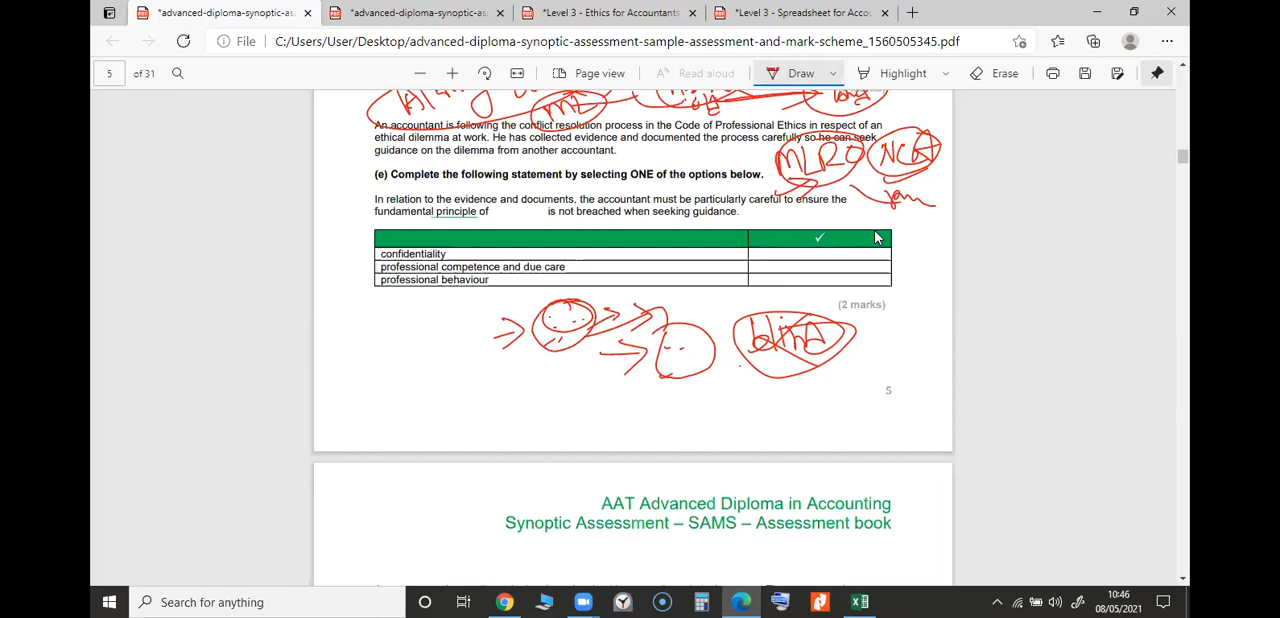 *advanced-diploma-synoptic-as
*advanced-diploma-synoptic-as
*Level 3 - Ethics for Accountants
*Level 3 - Spreadsheet for Acco
File C:/Users/User/Desktop/advanced-diploma-synoptic-assessment-sample-assessment-and-mark-scheme_1560505345.pdf
5 of 31
Page view
Read aloud
Draw
Highlight
Erase
ML
An accountant is following the conflict resolution process in the Code of Professional Ethics in respect of an
ethical dilemma at work. He has collected evidence and documented the process carefully so he can seek
guidance on the dilemma from another accountant.
MLRO NCA
(e) Complete the following statement by selecting ONE of the options below.
In relation to the evidence and documents, the accountant must be particularly careful to ensure the
fundamental principle of is not breached when seeking guidance.
✓
confidentiality
professional competence and due care
professional behaviour
(2 marks)
blind
5
AAT Advanced Diploma in Accounting
Synoptic Assessment – SAMS – Assessment book
Search for anything
10:46
08/05/2021